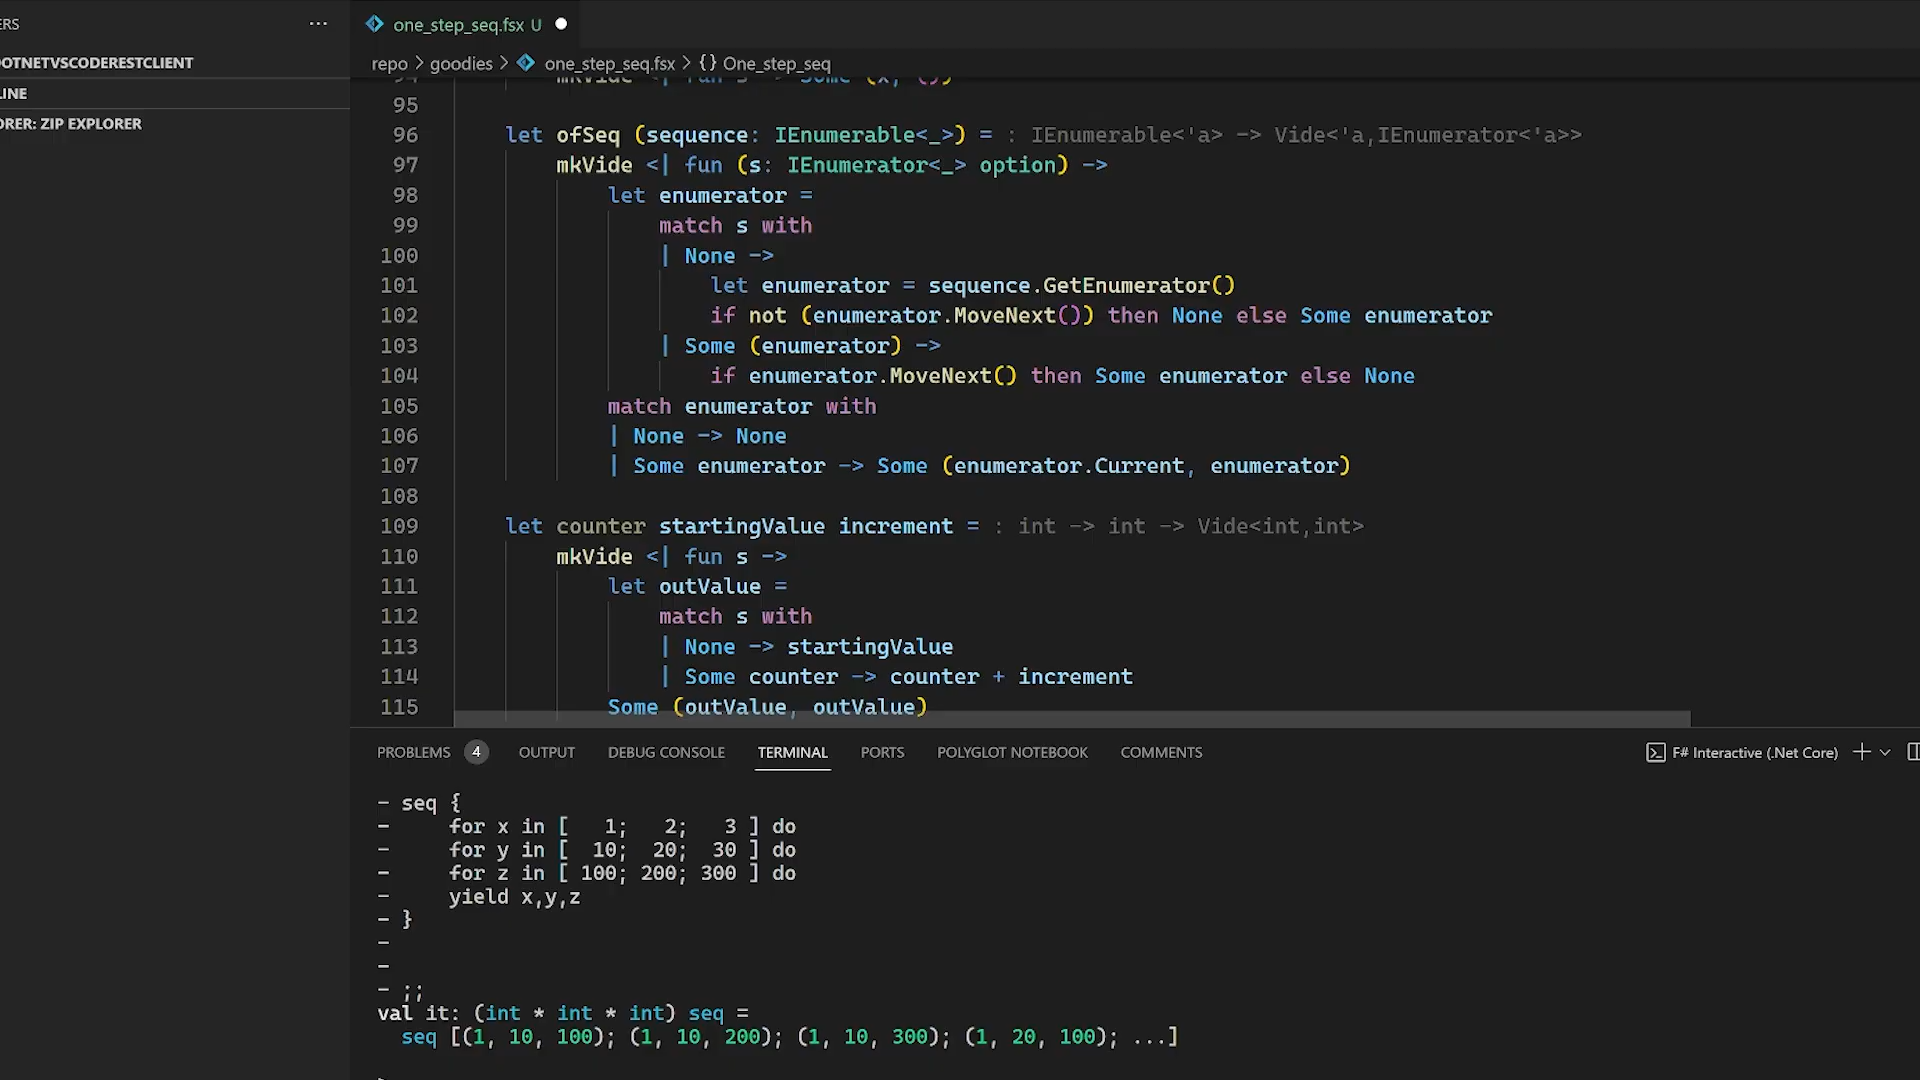 ERS
...
OTNETVSCODERESTCLIENT
LINE
ORER: ZIP EXPLORER
one_step_seq.fsx U
repo > goodies > one_step_seq.fsx > {} One_step_seq
94 mkVide <| fun s -> Some (x, ())
95
96 let ofSeq (sequence: IEnumerable<_>) = : IEnumerable<'a> -> Vide<'a,IEnumerator<'a>>
97 mkVide <| fun (s: IEnumerator<_> option) ->
98 let enumerator =
99 match s with
100 | None ->
101 let enumerator = sequence.GetEnumerator()
102 if not (enumerator.MoveNext()) then None else Some enumerator
103 | Some (enumerator) ->
104 if enumerator.MoveNext() then Some enumerator else None
105 match enumerator with
106 | None -> None
107 | Some enumerator -> Some (enumerator.Current, enumerator)
108
109 let counter startingValue increment = : int -> int -> Vide<int,int>
110 mkVide <| fun s ->
111 let outValue =
112 match s with
113 | None -> startingValue
114 | Some counter -> counter + increment
115 Some (outValue, outValue)
PROBLEMS 4 OUTPUT DEBUG CONSOLE TERMINAL PORTS POLYGLOT NOTEBOOK COMMENTS F# Interactive (.Net Core)
- seq {
-     for x in [   1;   2;   3 ] do
-     for y in [  10;  20;  30 ] do
-     for z in [ 100; 200; 300 ] do
-     yield x,y,z
- }
-
-
- ;;
val it: (int * int * int) seq =
  seq [(1, 10, 100); (1, 10, 200); (1, 10, 300); (1, 20, 100); ...]